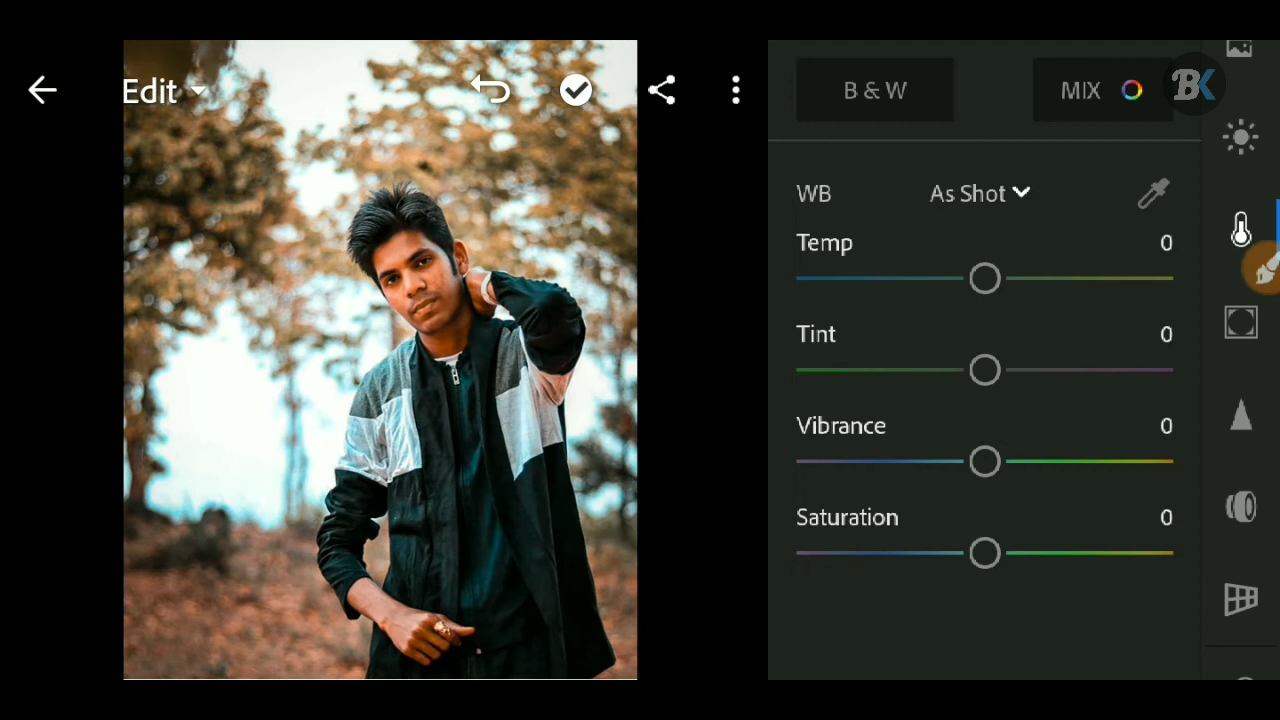 Edit
B & W
MIX
BK
WB
As Shot
Temp
0
Tint
0
Vibrance
0
Saturation
0